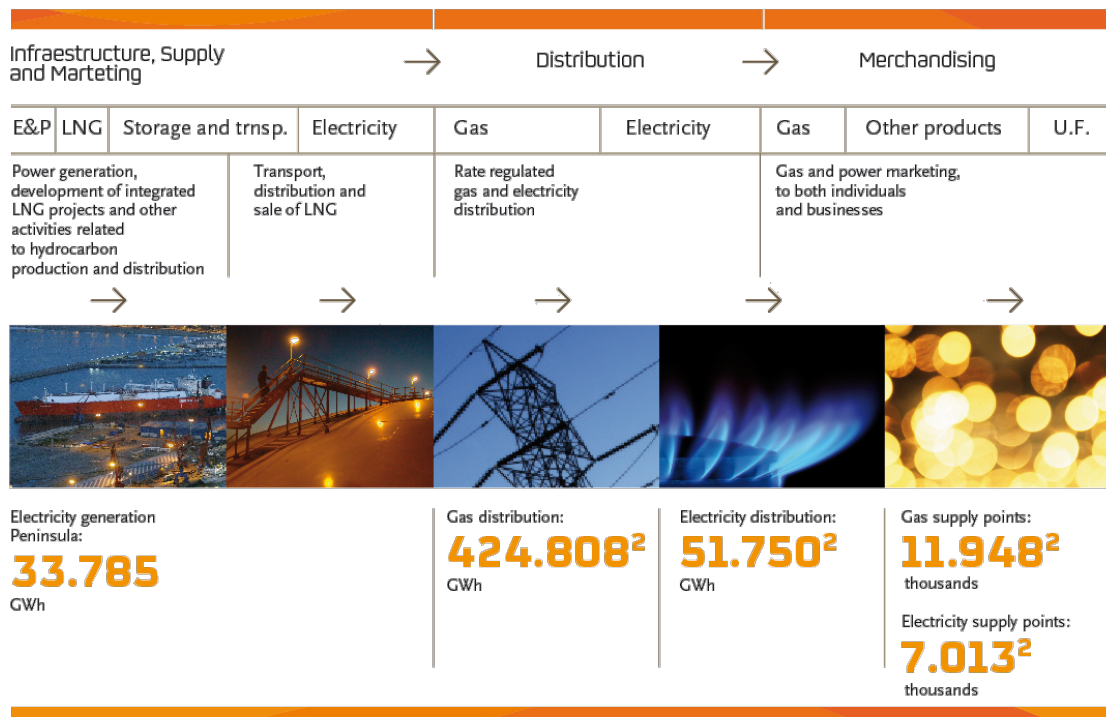 Infraestructure, Supply
and Marteting
→
Distribution
→
Merchandising
E&P
LNG
Storage and trnsp.
Electricity
Gas
Electricity
Gas
Other products
U.F.
Power generation,
development of integrated
LNG projects and other
activities related
to hydrocarbon
production and distribution
Transport,
distribution and
sale of LNG
Rate regulated
gas and electricity
distribution
Gas and power marketing,
to both individuals
and businesses
→ → → → →
Electricity generation
Peninsula:
33.785
GWh
Gas distribution:
424.808²
GWh
Electricity distribution:
51.750²
GWh
Gas supply points:
11.948²
thousands
Electricity supply points:
7.013²
thousands